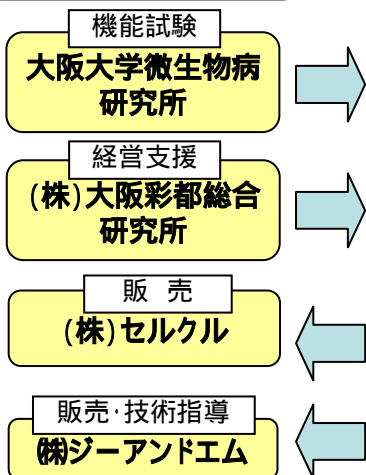 機能試験
大阪大学微生物病
研究所
経営支援
(株)大阪彩都総合
研究所
販 売
(株)セルクル
販売・技術指導
㈱ジーアンドエム